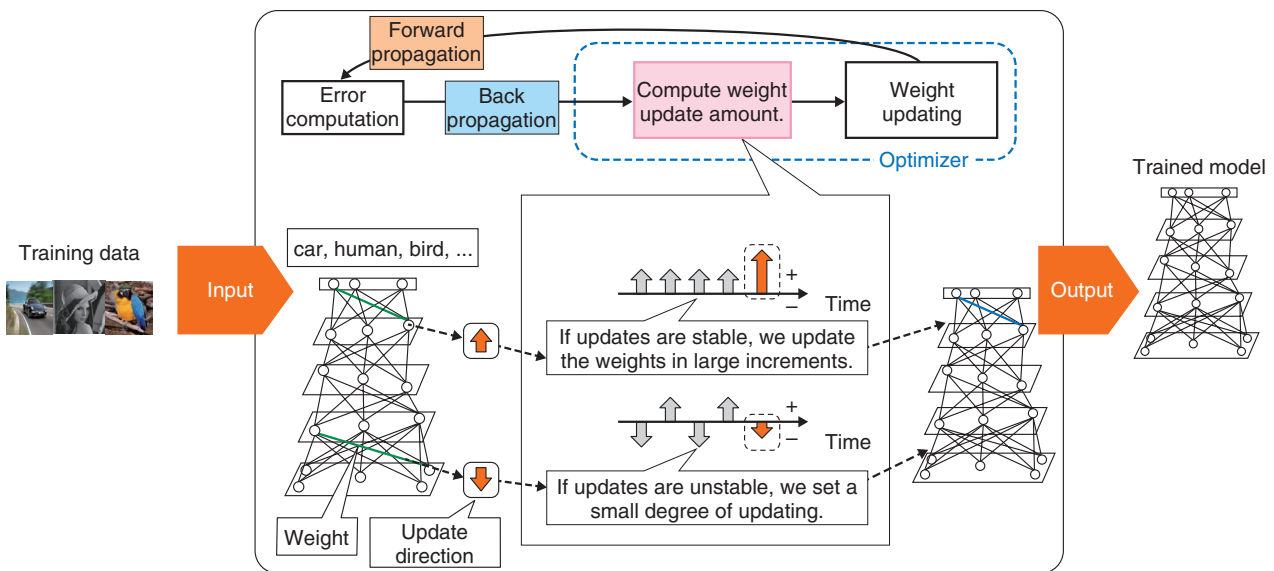 Forward
propagation
Error
computation
Back
propagation
Compute weight
update amount.
Weight
updating
Optimizer
Trained model
Training data
Input
car, human, bird, ...
+
−
Time
If updates are stable, we update
the weights in large increments.
Output
+
−
Time
If updates are unstable, we set a
small degree of updating.
Weight
Update
direction